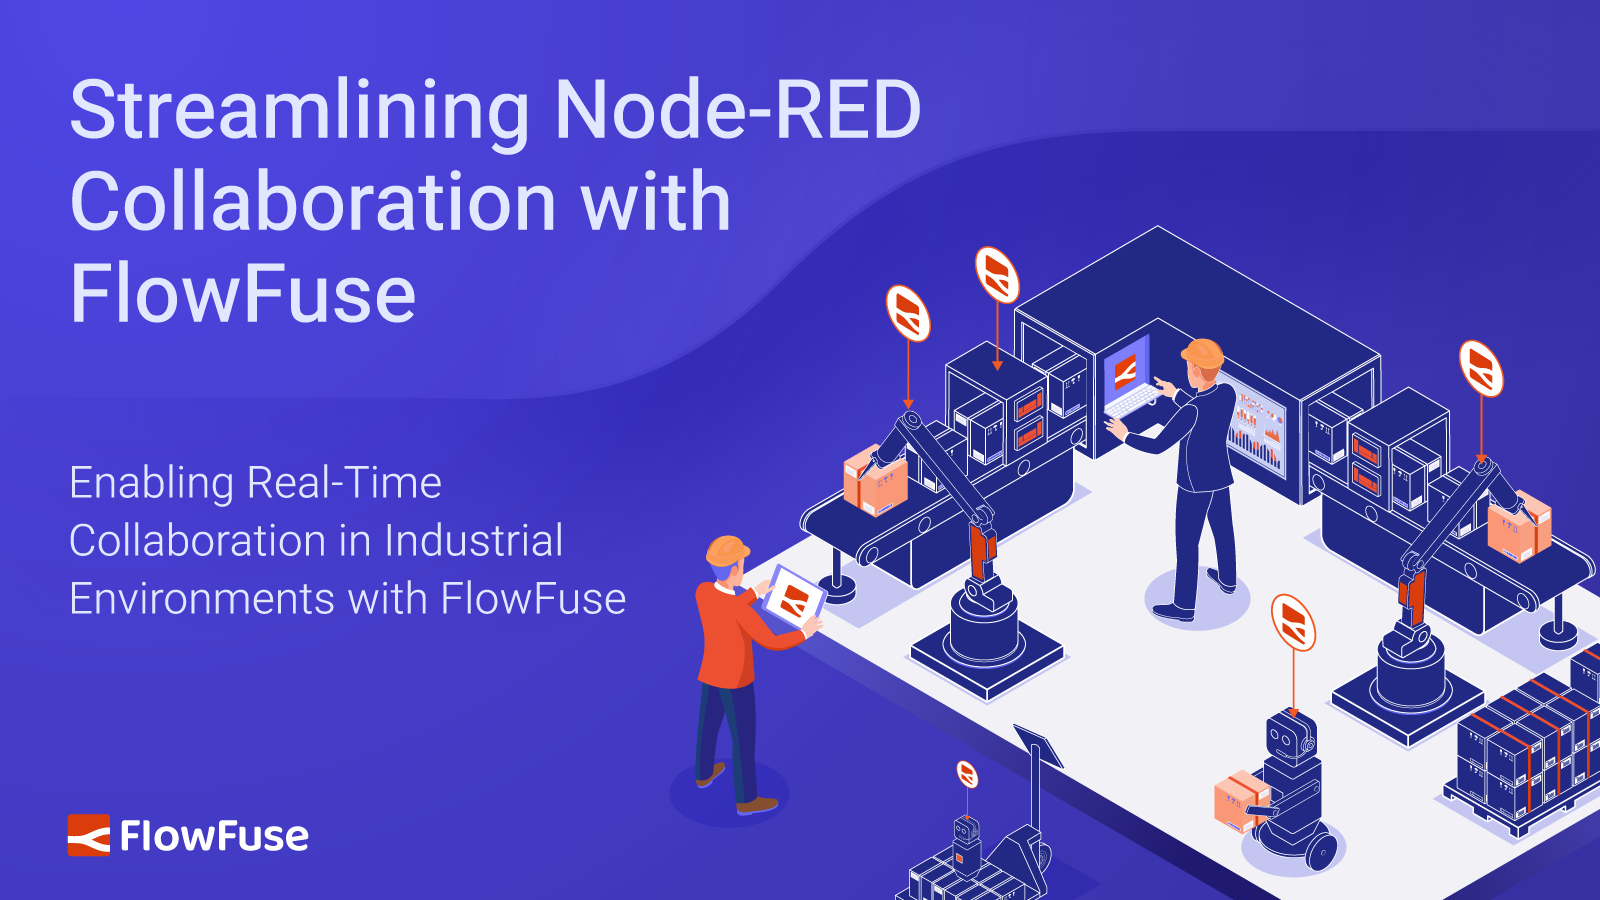 Streamlining Node-RED
Collaboration with
FlowFuse
Enabling Real-Time
Collaboration in Industrial
Environments with FlowFuse
FlowFuse